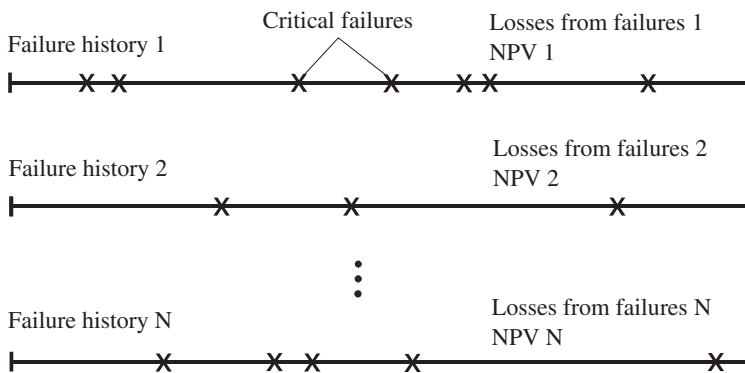 Critical failures
Failure history 1
Losses from failures 1
NPV 1
Failure history 2
Losses from failures 2
NPV 2
Failure history N
Losses from failures N
NPV N